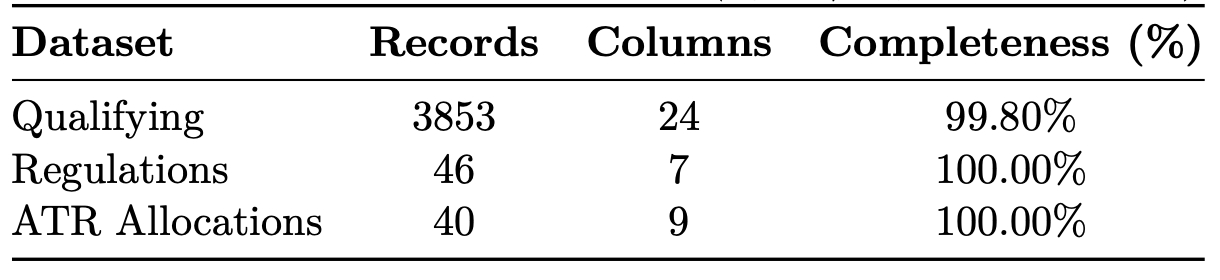 Dataset Records Columns Completeness (%)
Qualifying 3853 24 99.80%
Regulations 46 7 100.00%
ATR Allocations 40 9 100.00%